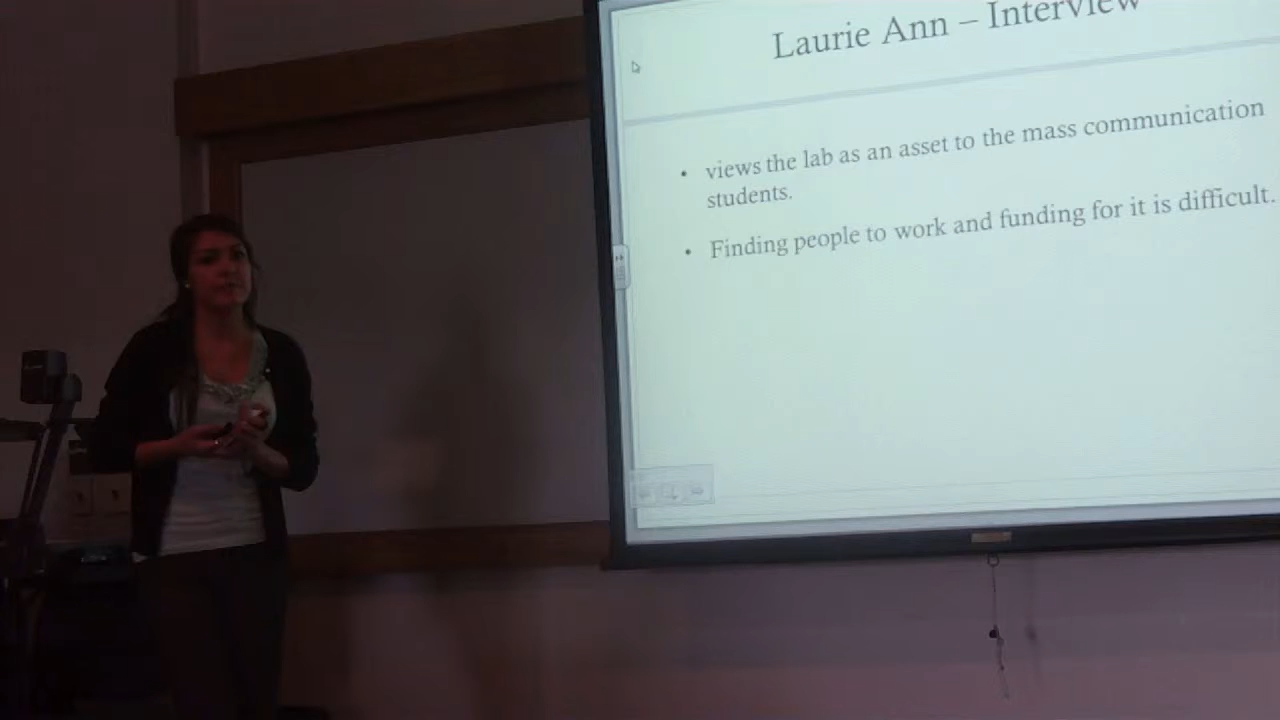 Laurie Ann – Interview
• views the lab as an asset to the mass communication
students.
• Finding people to work and funding for it is difficult.